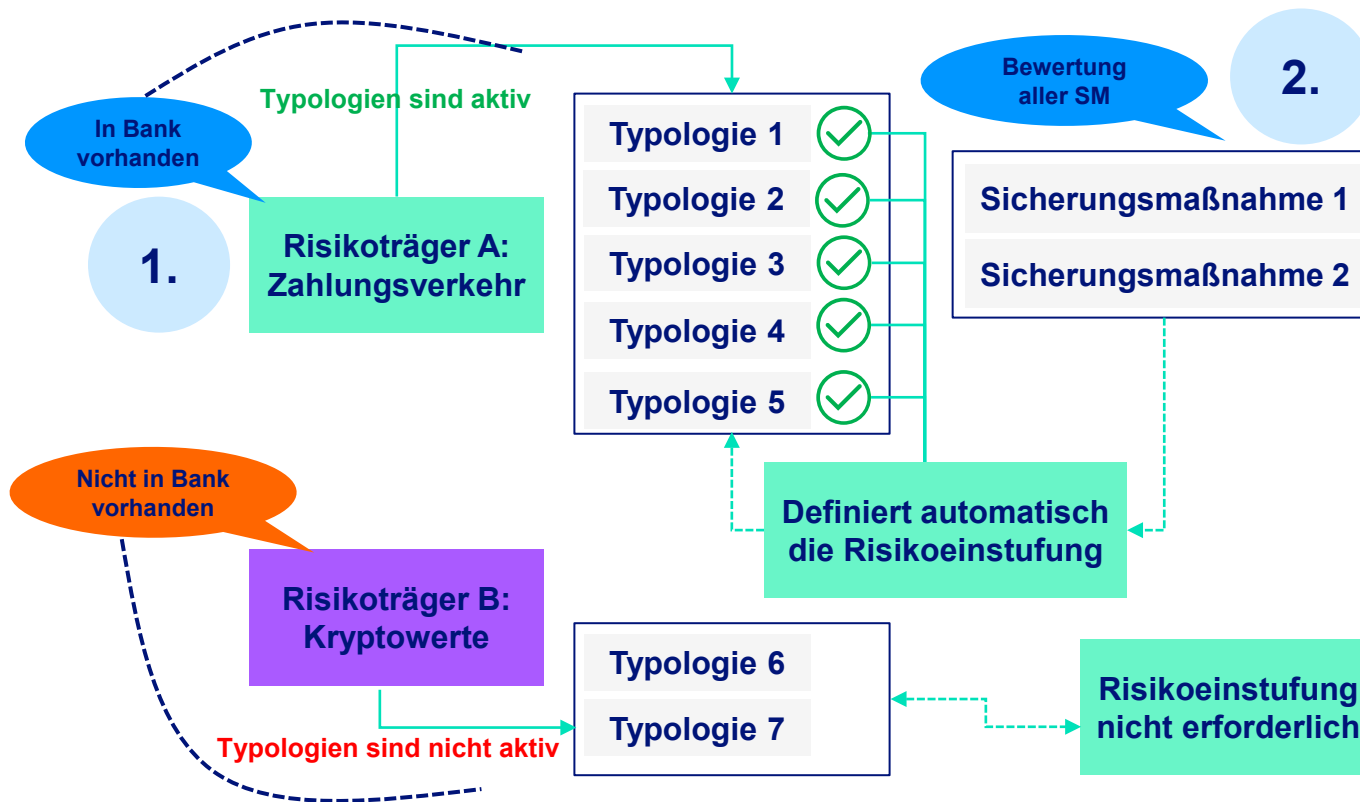 In Bank
vorhanden
1.
Typologien sind aktiv
Risikoträger A:
Zahlungsverkehr
Typologie 1
Typologie 2
Typologie 3
Typologie 4
Typologie 5
Bewertung
aller SM
2.
Sicherungsmaßnahme 1
Sicherungsmaßnahme 2
Definiert automatisch
die Risikoeinstufung
Nicht in Bank
vorhanden
Risikoträger B:
Kryptowerte
Typologien sind nicht aktiv
Typologie 6
Typologie 7
Risikoeinstufung
nicht erforderlich